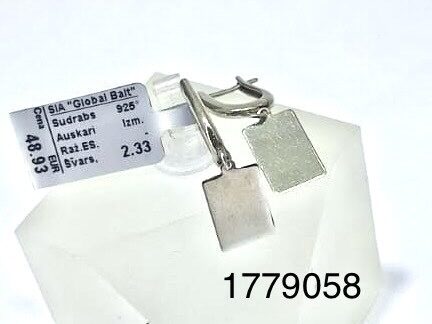 SIA "Global Balt"
Sudrabs 925°
Auskari Izm.
Raž.ES. -
Svars. 2.33
Cena 48.93 EUR
1779058